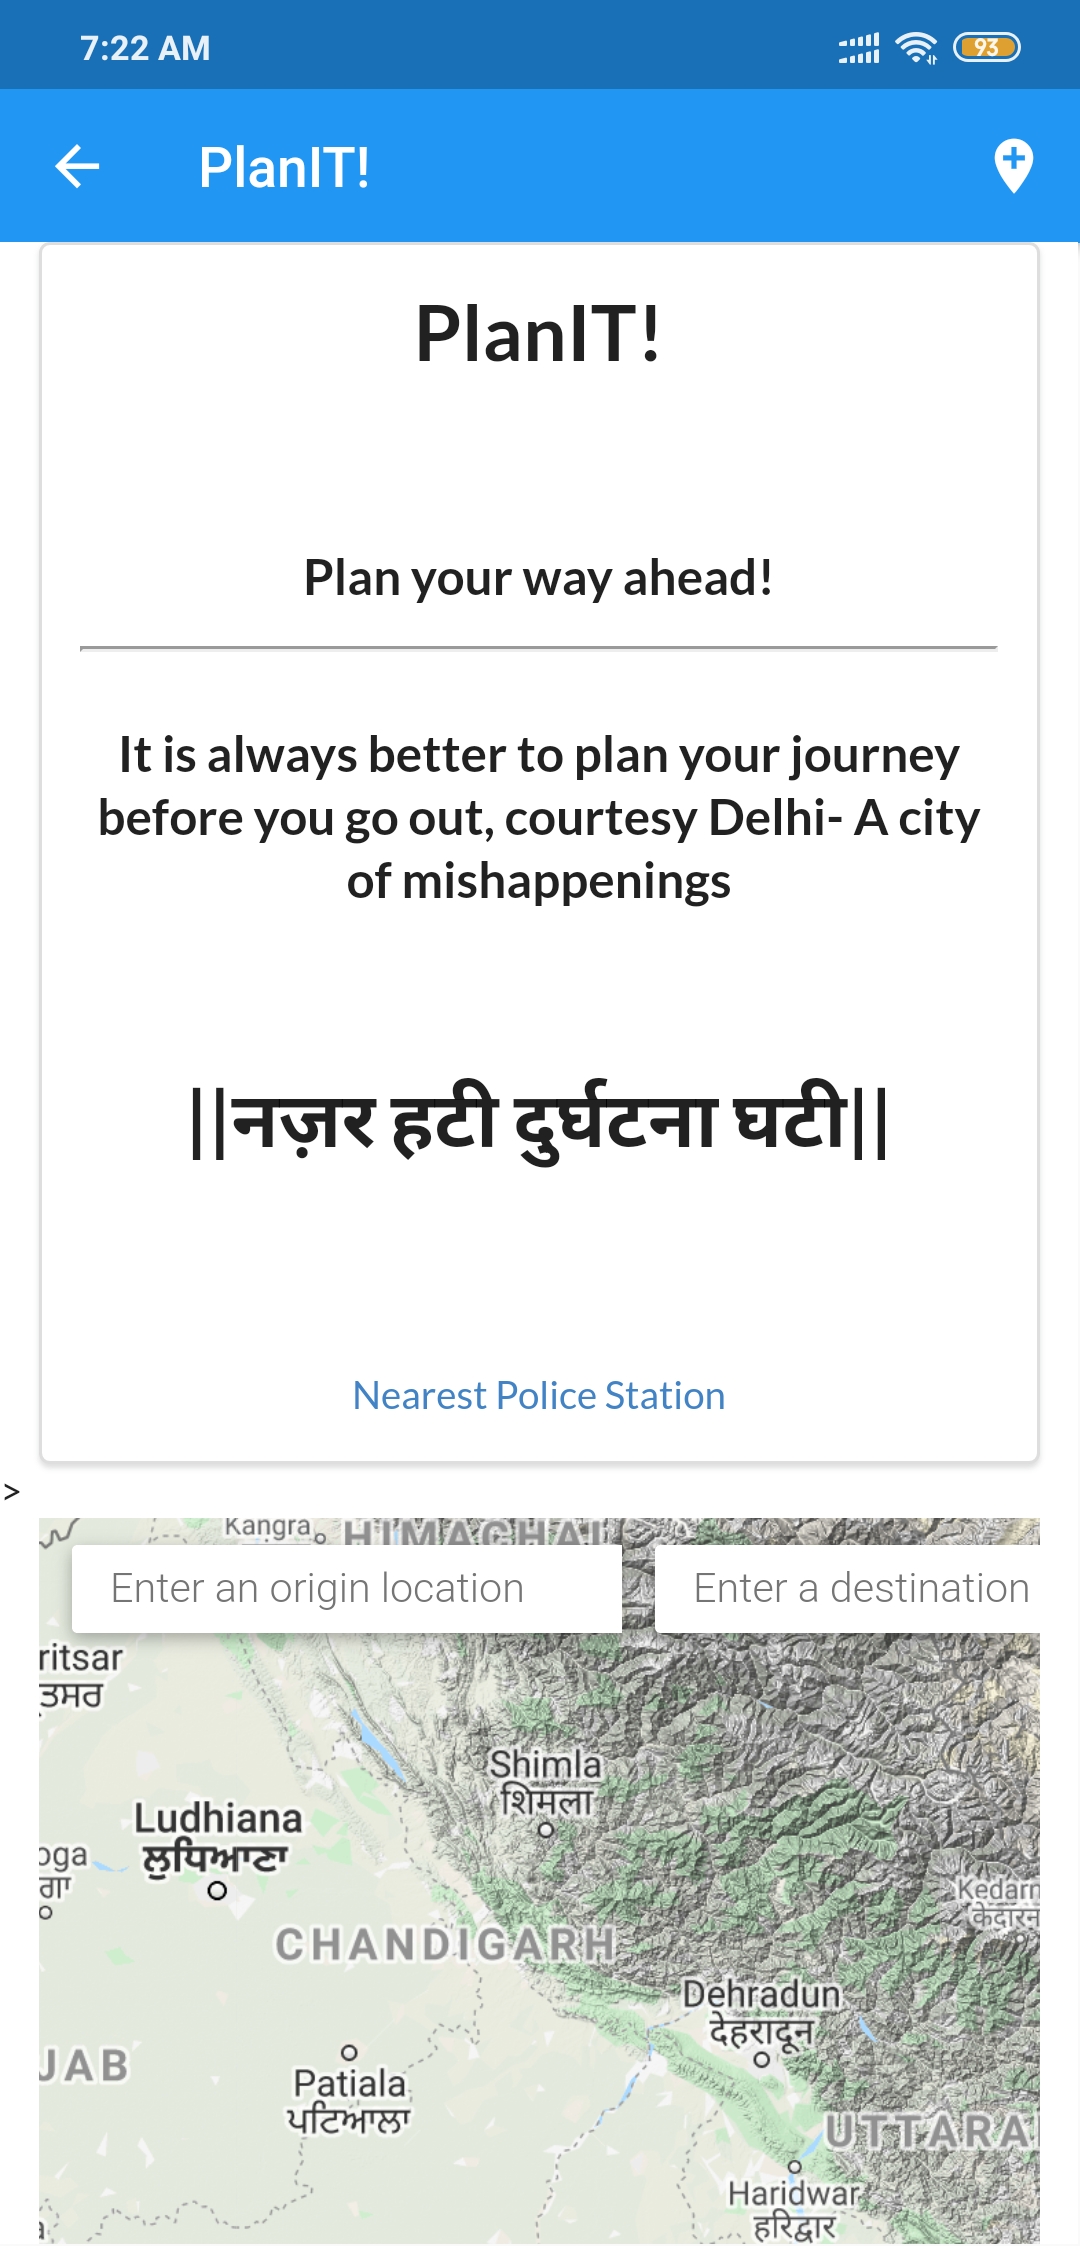 7:22 AM
93
PlanIT!
PlanIT!
Plan your way ahead!
It is always better to plan your journey
before you go out, courtesy Delhi- A city
of mishappenings
||नज़र हटी दुर्घटना घटी||
Nearest Police Station
>
Kangra
HIMACHAL
Enter an origin location
Enter a destination
ritsar
ਤਸਰ
Shimla
शिमला
Ludhiana
ਲੁਧਿਆਣਾ
oga
ਗਾ
Kedarn
केदारन
CHANDIGARH
Dehradun
देहरादून
JAB
Patiala
ਪਟਿਆਲਾ
UTTARA
Haridwar
हरिद्वार